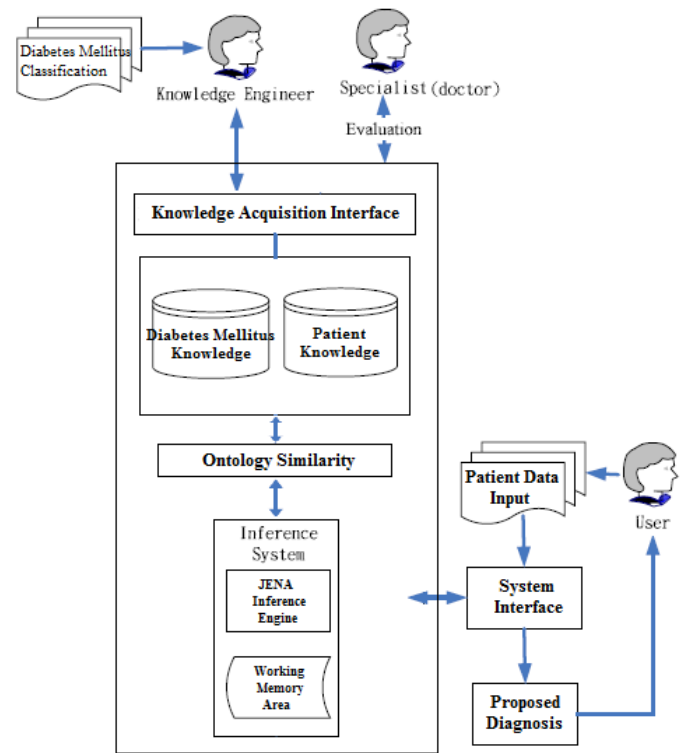 Diabetes Mellitus
Classification
Knowledge Engineer
Specialist(doctor)
Evaluation
Knowledge Acquisition Interface
Diabetes Mellitus
Knowledge
Patient
Knowledge
Ontology Similarity
Inference
System
JENA
Inference
Engine
Working
Memory
Area
Patient Data
Input
User
System
Interface
Proposed
Diagnosis